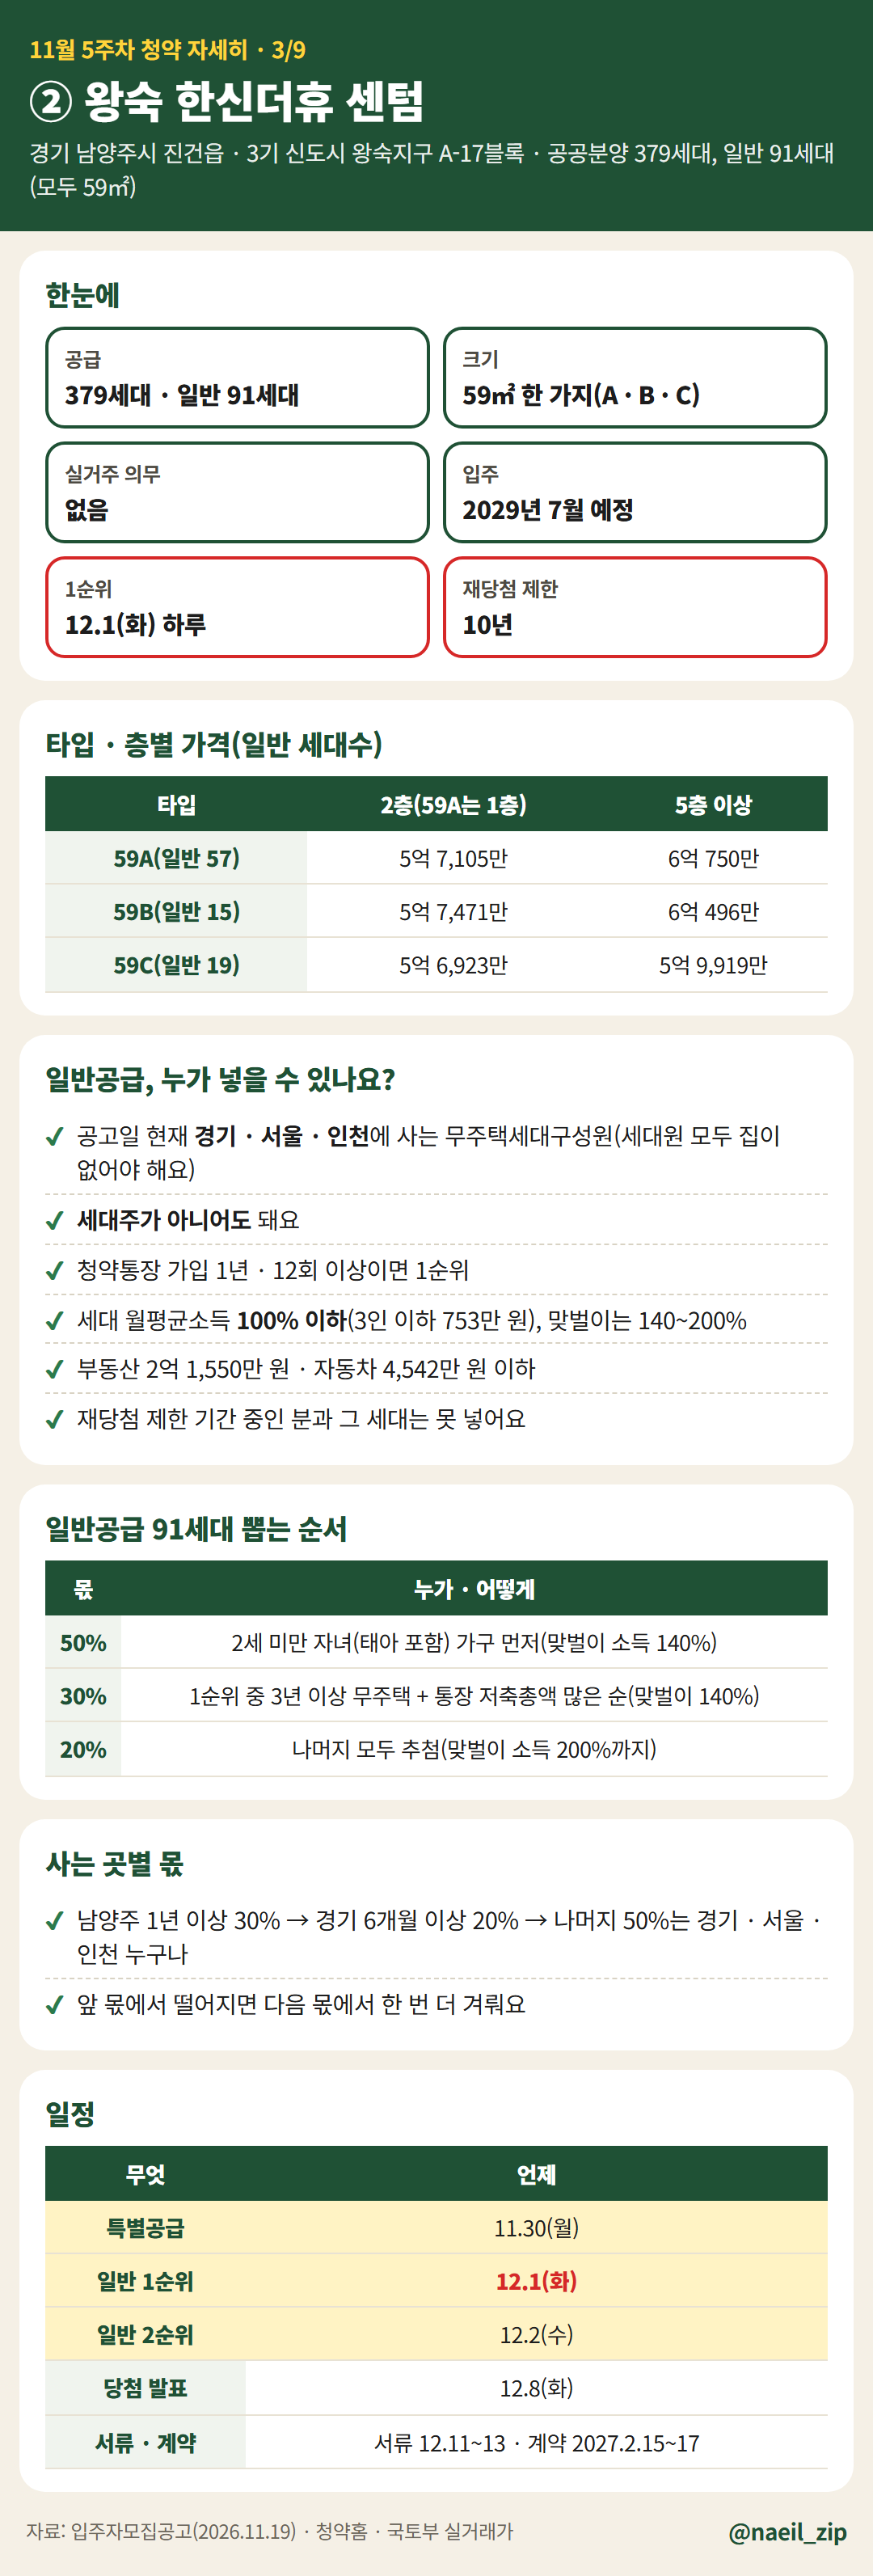 11월 5주차 청약 자세히 · 3/9
② 왕숙 한신더휴 센텀
경기 남양주시 진건읍 · 3기 신도시 왕숙지구 A-17블록 · 공공분양 379세대, 일반 91세대
(모두 59㎡)
한눈에
공급
379세대 · 일반 91세대
크기
59㎡ 한 가지(A · B · C)
실거주 의무
없음
입주
2029년 7월 예정
1순위
12.1(화) 하루
재당첨 제한
10년
타입 · 층별 가격(일반 세대수)
타입 2층(59A는 1층) 5층 이상
59A(일반 57) 5억 7,105만 6억 750만
59B(일반 15) 5억 7,471만 6억 496만
59C(일반 19) 5억 6,923만 5억 9,919만
일반공급, 누가 넣을 수 있나요?
✔ 공고일 현재 경기 · 서울 · 인천에 사는 무주택세대구성원(세대원 모두 집이
없어야 해요)
✔ 세대주가 아니어도 돼요
✔ 청약통장 가입 1년 · 12회 이상이면 1순위
✔ 세대 월평균소득 100% 이하(3인 이하 753만 원), 맞벌이는 140~200%
✔ 부동산 2억 1,550만 원 · 자동차 4,542만 원 이하
✔ 재당첨 제한 기간 중인 분과 그 세대는 못 넣어요
일반공급 91세대 뽑는 순서
몫 누가 · 어떻게
50% 2세 미만 자녀(태아 포함) 가구 먼저(맞벌이 소득 140%)
30% 1순위 중 3년 이상 무주택 + 통장 저축총액 많은 순(맞벌이 140%)
20% 나머지 모두 추첨(맞벌이 소득 200%까지)
사는 곳별 몫
✔ 남양주 1년 이상 30% → 경기 6개월 이상 20% → 나머지 50%는 경기 · 서울 ·
인천 누구나
✔ 앞 몫에서 떨어지면 다음 몫에서 한 번 더 겨뤄요
일정
무엇 언제
특별공급 11.30(월)
일반 1순위 12.1(화)
일반 2순위 12.2(수)
당첨 발표 12.8(화)
서류 · 계약 서류 12.11~13 · 계약 2027.2.15~17
자료: 입주자모집공고(2026.11.19) · 청약홈 · 국토부 실거래가
@naeil_zip